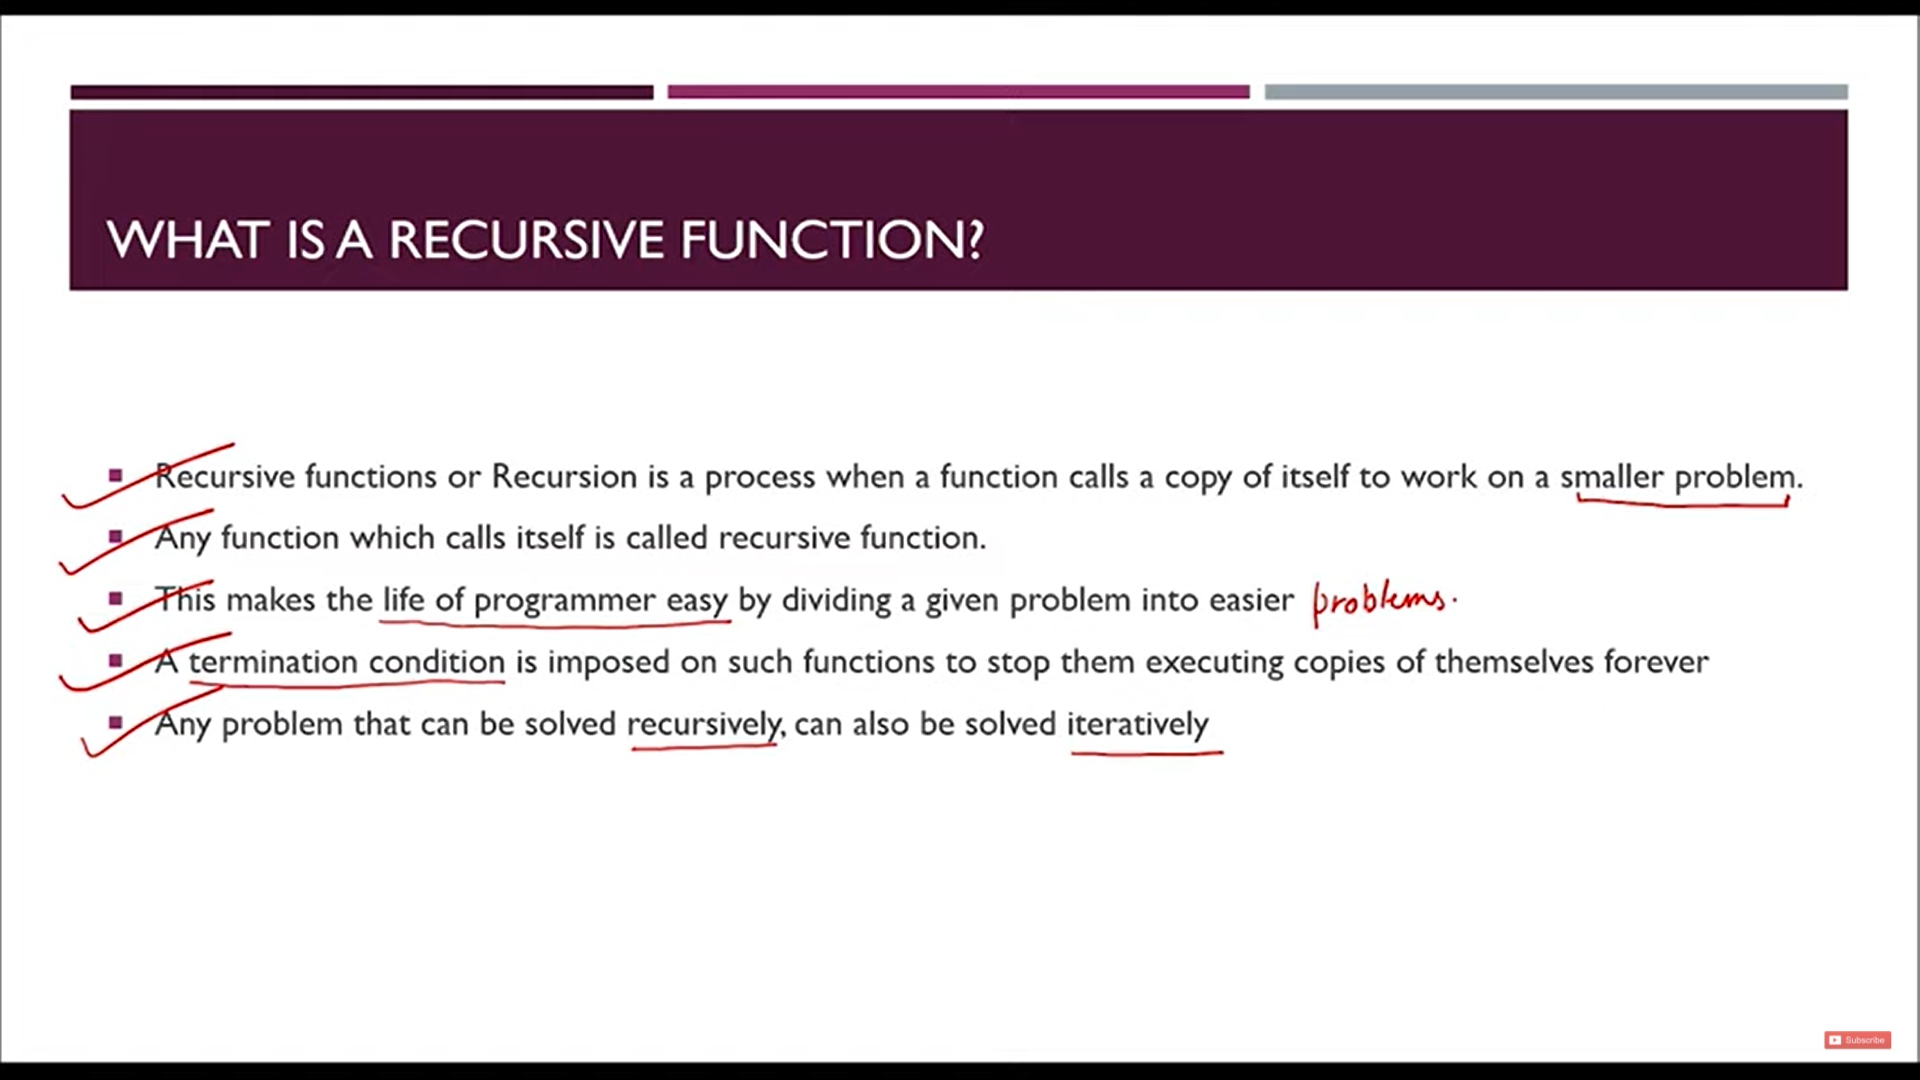 WHAT IS A RECURSIVE FUNCTION?
Recursive functions or Recursion is a process when a function calls a copy of itself to work on a smaller problem.
Any function which calls itself is called recursive function.
This makes the life of programmer easy by dividing a given problem into easier problems.
A termination condition is imposed on such functions to stop them executing copies of themselves forever
Any problem that can be solved recursively, can also be solved iteratively
Subscribe